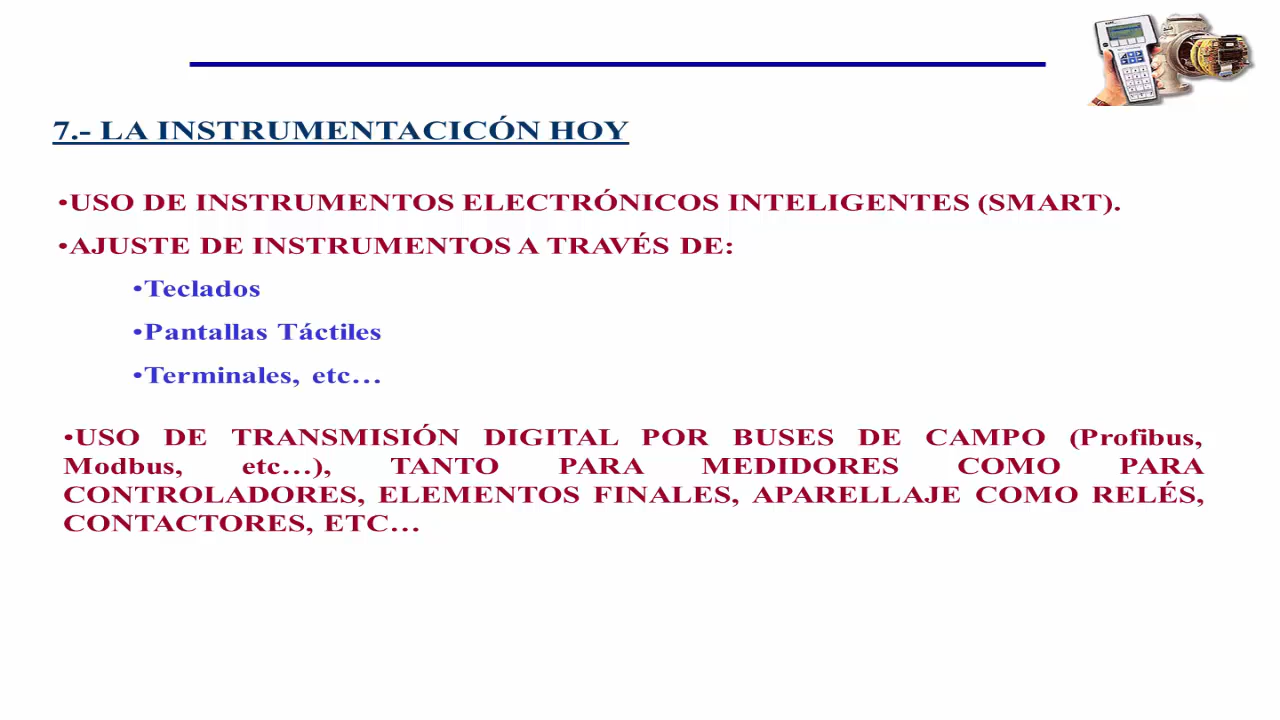 7.- LA INSTRUMENTACICÓN HOY
•USO DE INSTRUMENTOS ELECTRÓNICOS INTELIGENTES (SMART).
•AJUSTE DE INSTRUMENTOS A TRAVÉS DE:
•Teclados
•Pantallas Táctiles
•Terminales, etc…
•USO DE TRANSMISIÓN DIGITAL POR BUSES DE CAMPO (Profibus,
Modbus, etc…), TANTO PARA MEDIDORES COMO PARA
CONTROLADORES, ELEMENTOS FINALES, APARELLAJE COMO RELÉS,
CONTACTORES, ETC…